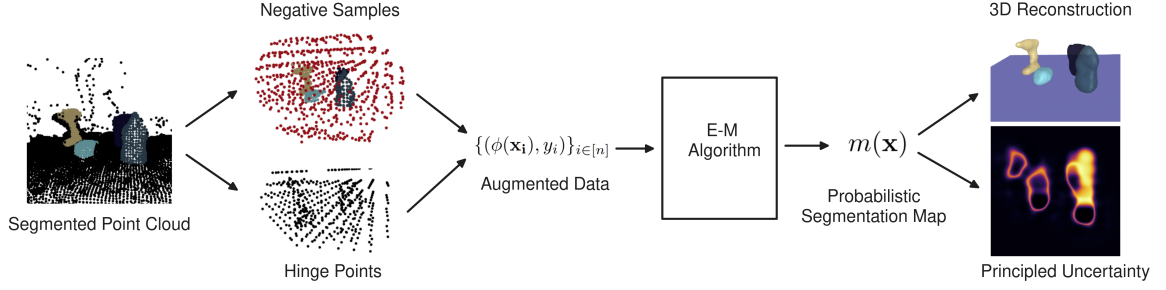 Negative Samples
3D Reconstruction
Segmented Point Cloud
Hinge Points
{(ϕ(𝐱ᵢ), yᵢ)}ᵢ∈[n]
Augmented Data
E-M
Algorithm
m(𝐱)
Probabilistic
Segmentation Map
Principled Uncertainty